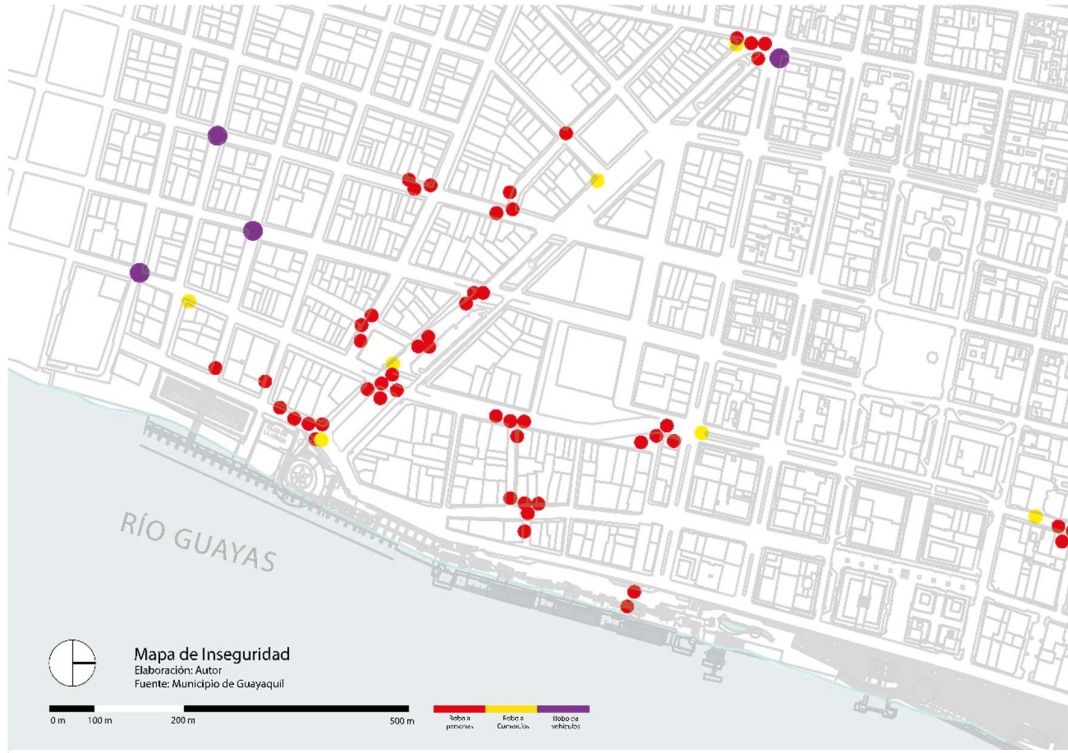 RÍO GUAYAS
Mapa de Inseguridad
Elaboración: Autor
Fuente: Municipio de Guayaquil
0 m 100 m 200 m 500 m
Robo a personas
Robo a Comercios
Robo de vehículos